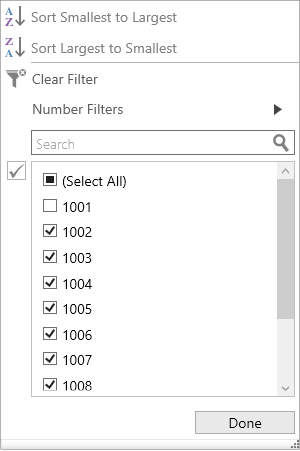 Sort Smallest to Largest
Sort Largest to Smallest
Clear Filter
Number Filters
Search
(Select All)
1001
1002
1003
1004
1005
1006
1007
1008
Done